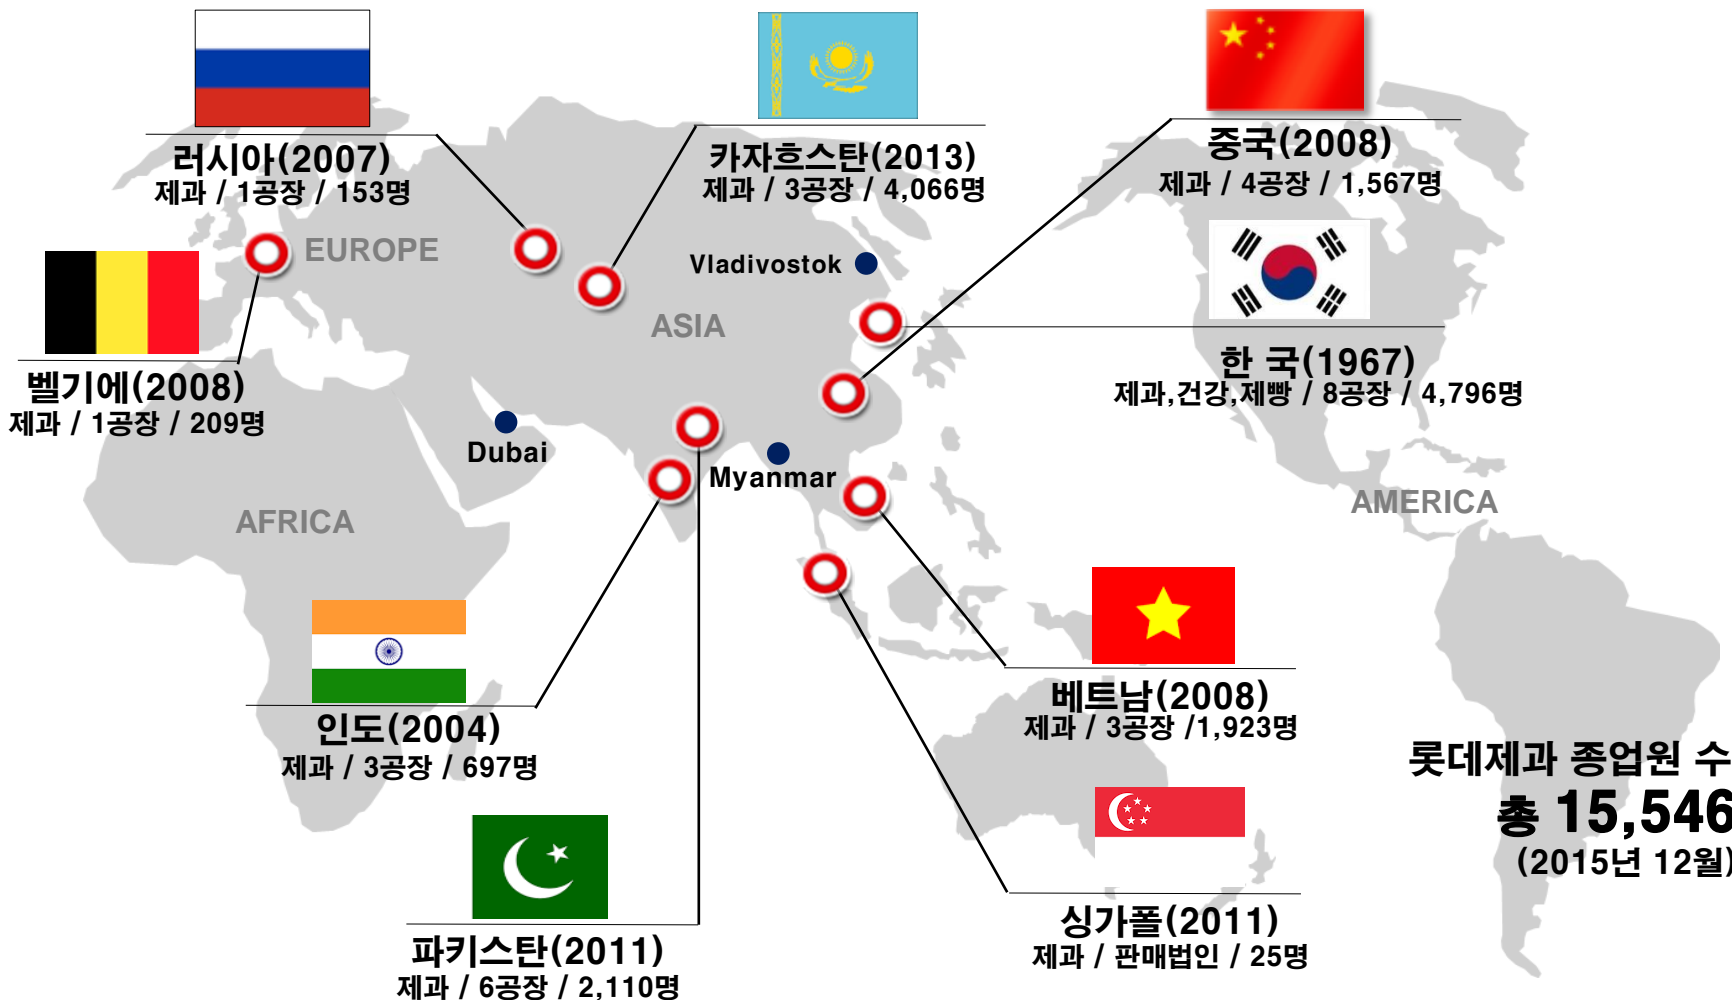 러시아(2007)
제과 / 1공장 / 153명
카자흐스탄(2013)
제과 / 3공장 / 4,066명
중국(2008)
제과 / 4공장 / 1,567명
EUROPE
Vladivostok
ASIA
한 국(1967)
제과,건강,제빵 / 8공장 / 4,796명
벨기에(2008)
제과 / 1공장 / 209명
Dubai
Myanmar
AFRICA
AMERICA
인도(2004)
제과 / 3공장 / 697명
베트남(2008)
제과 / 3공장 /1,923명
롯데제과 종업원 수
총 15,546
(2015년 12월)
파키스탄(2011)
제과 / 6공장 / 2,110명
싱가폴(2011)
제과 / 판매법인 / 25명